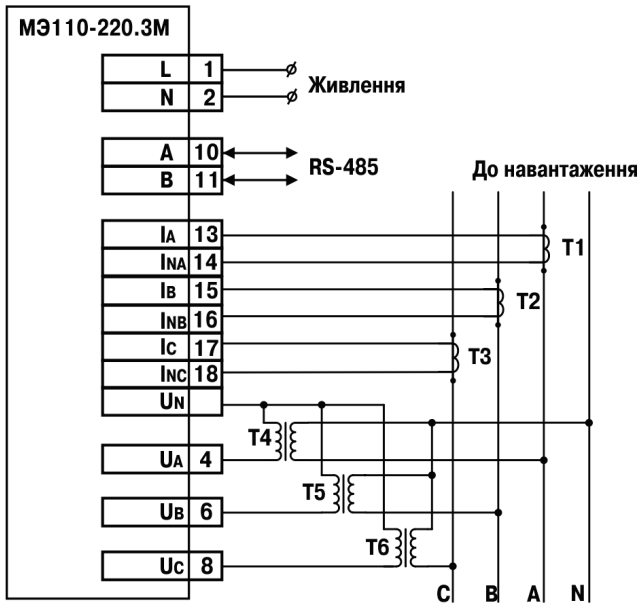 МЭ110-220.3М
L 1
N 2
Живлення
A 10
B 11
RS-485
До навантаження
IA 13
INA 14
T1
IB 15
INB 16
T2
IC 17
INC 18
T3
UN
T4
UA 4
T5
UB 6
T6
UC 8
C B A N